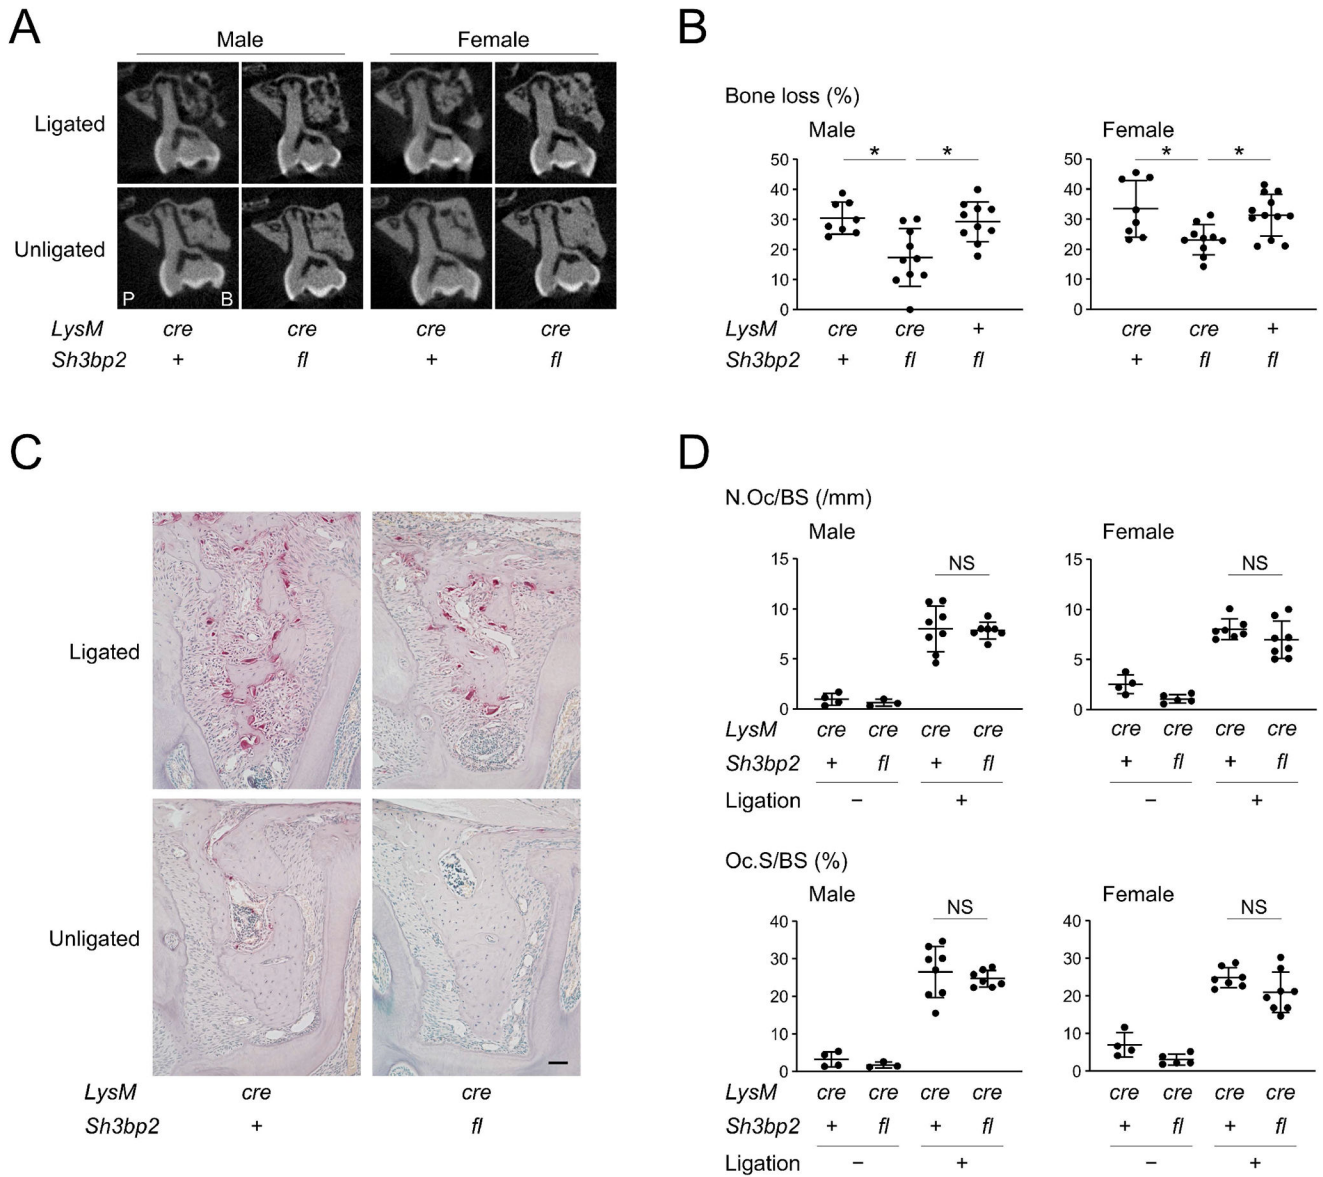 A
Male Female
Ligated
Unligated
P B
LysM cre cre cre cre
Sh3bp2 + fl + fl
B
Bone loss (%)
Male Female
* * * *
50 50
40 40
30 30
20 20
10 10
0 0
LysM cre cre + cre cre +
Sh3bp2 + fl fl + fl fl
C
Ligated
Unligated
LysM cre cre
Sh3bp2 + fl
D
N.Oc/BS (/mm)
Male Female
NS NS
15 15
10 10
5 5
0 0
LysM cre cre cre cre cre cre cre cre
Sh3bp2 + fl + fl + fl + fl
Ligation − + − +
Oc.S/BS (%)
Male Female
NS NS
40 40
30 30
20 20
10 10
0 0
LysM cre cre cre cre cre cre cre cre
Sh3bp2 + fl + fl + fl + fl
Ligation − + − +